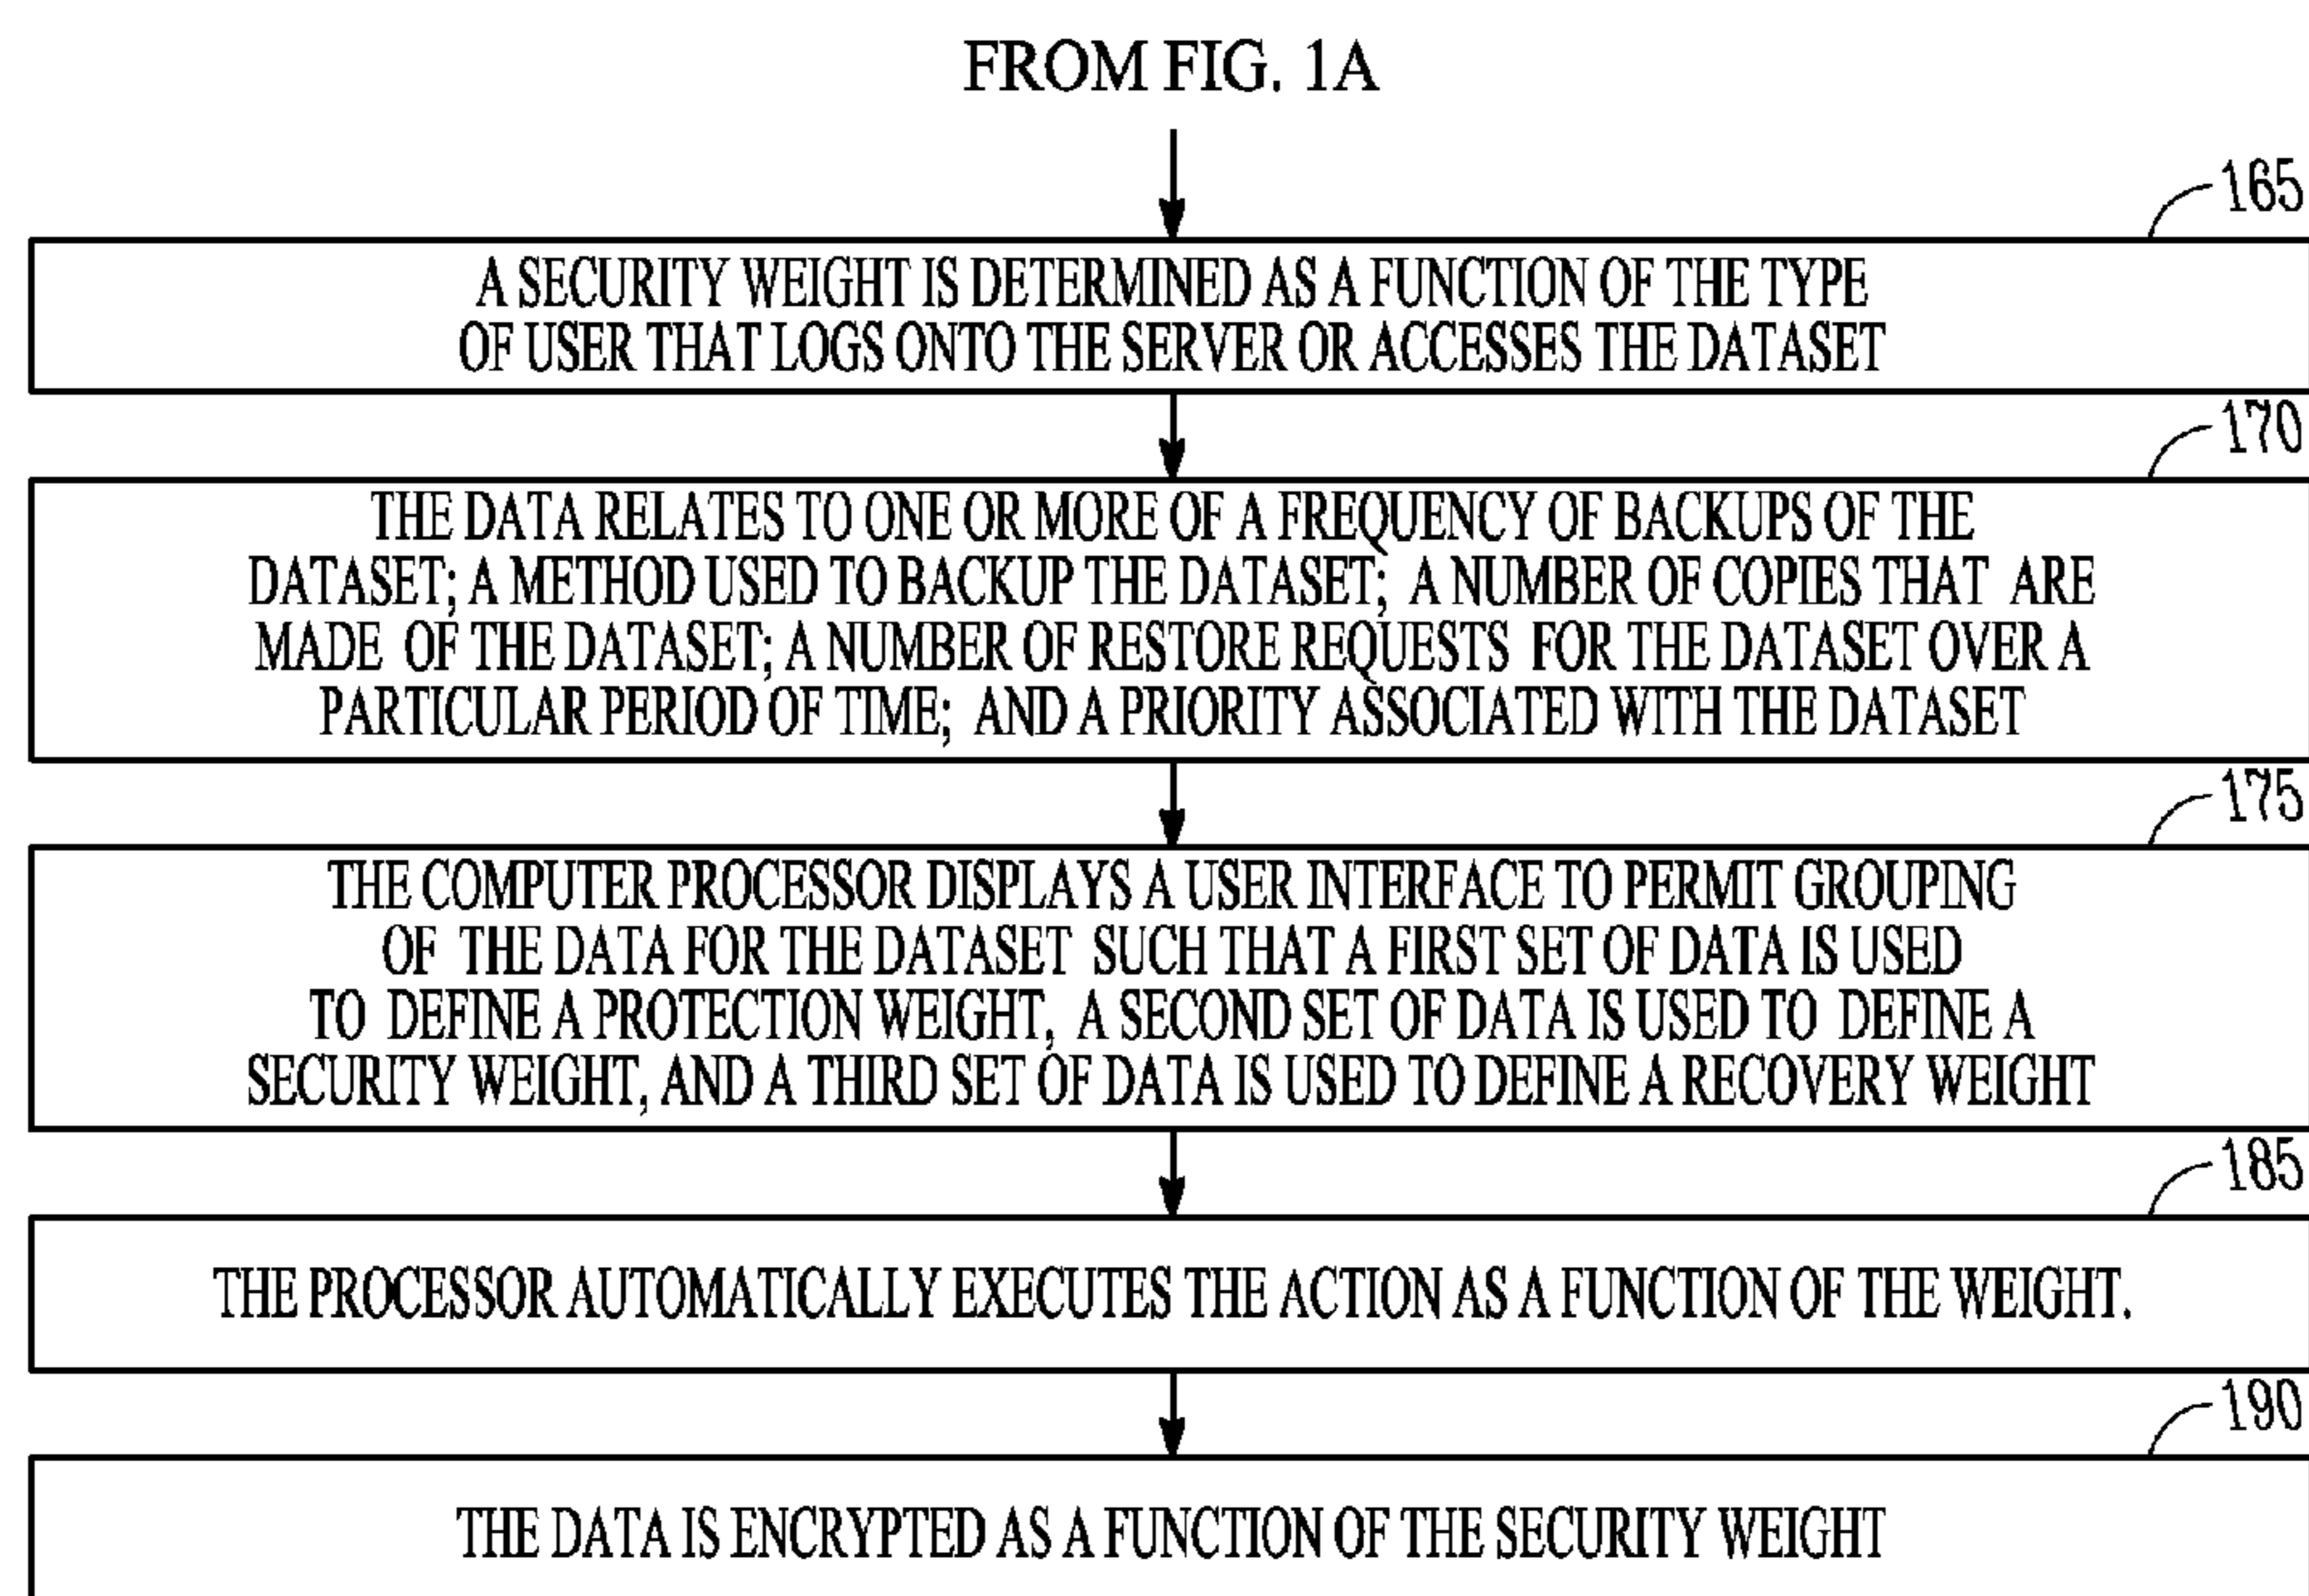 FROM FIG. 1A
165
A SECURITY WEIGHT IS DETERMINED AS A FUNCTION OF THE TYPE
OF USER THAT LOGS ONTO THE SERVER OR ACCESSES THE DATASET
170
THE DATA RELATES TO ONE OR MORE OF A FREQUENCY OF BACKUPS OF THE
DATASET; A METHOD USED TO BACKUP THE DATASET; A NUMBER OF COPIES THAT ARE
MADE OF THE DATASET; A NUMBER OF RESTORE REQUESTS FOR THE DATASET OVER A
PARTICULAR PERIOD OF TIME; AND A PRIORITY ASSOCIATED WITH THE DATASET
175
THE COMPUTER PROCESSOR DISPLAYS A USER INTERFACE TO PERMIT GROUPING
OF THE DATA FOR THE DATASET SUCH THAT A FIRST SET OF DATA IS USED
TO DEFINE A PROTECTION WEIGHT, A SECOND SET OF DATA IS USED TO DEFINE A
SECURITY WEIGHT, AND A THIRD SET OF DATA IS USED TO DEFINE A RECOVERY WEIGHT
185
THE PROCESSOR AUTOMATICALLY EXECUTES THE ACTION AS A FUNCTION OF THE WEIGHT.
190
THE DATA IS ENCRYPTED AS A FUNCTION OF THE SECURITY WEIGHT